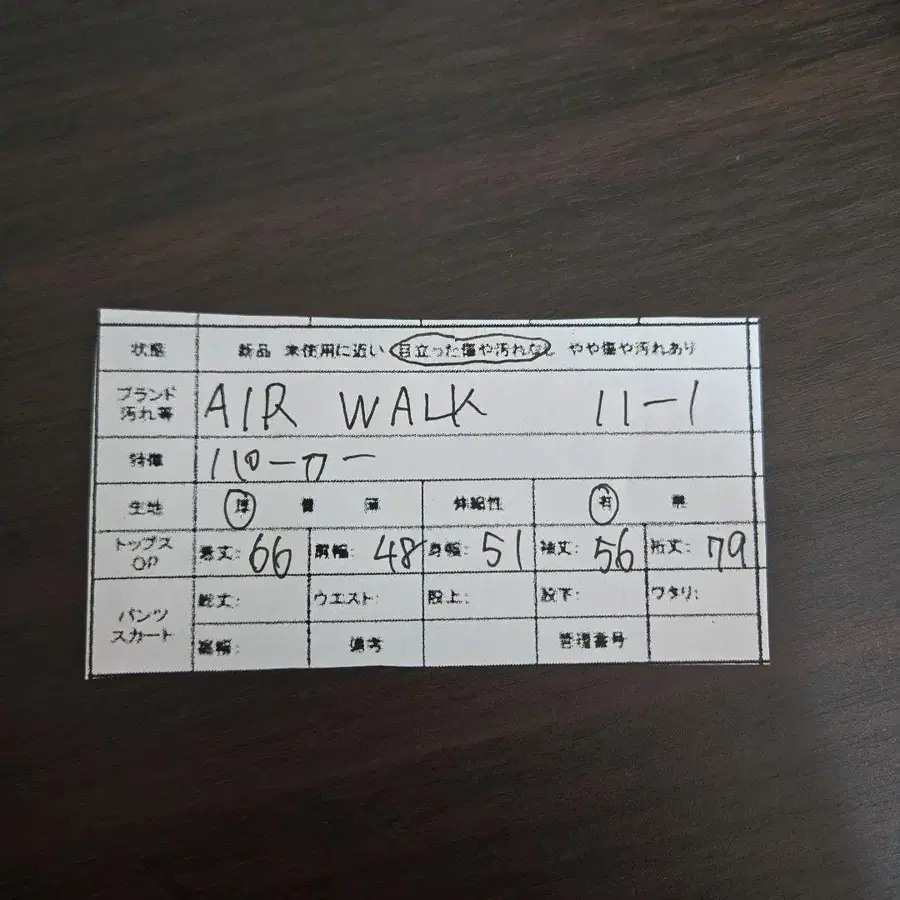 状態 新品 未使用に近い 目立った傷や汚れなし やや傷や汚れあり
ブランド
汚れ等
AIR WALK 11-1
特徴 パーカー
生地 厚 普 薄 伸縮性 有 無
トップス
OP
着丈: 66 肩幅: 48 身幅: 51 袖丈: 56 裄丈: 79
パンツ
スカート
総丈: ウエスト: 股上: 股下: ワタリ:
裾幅: 備考 管理番号